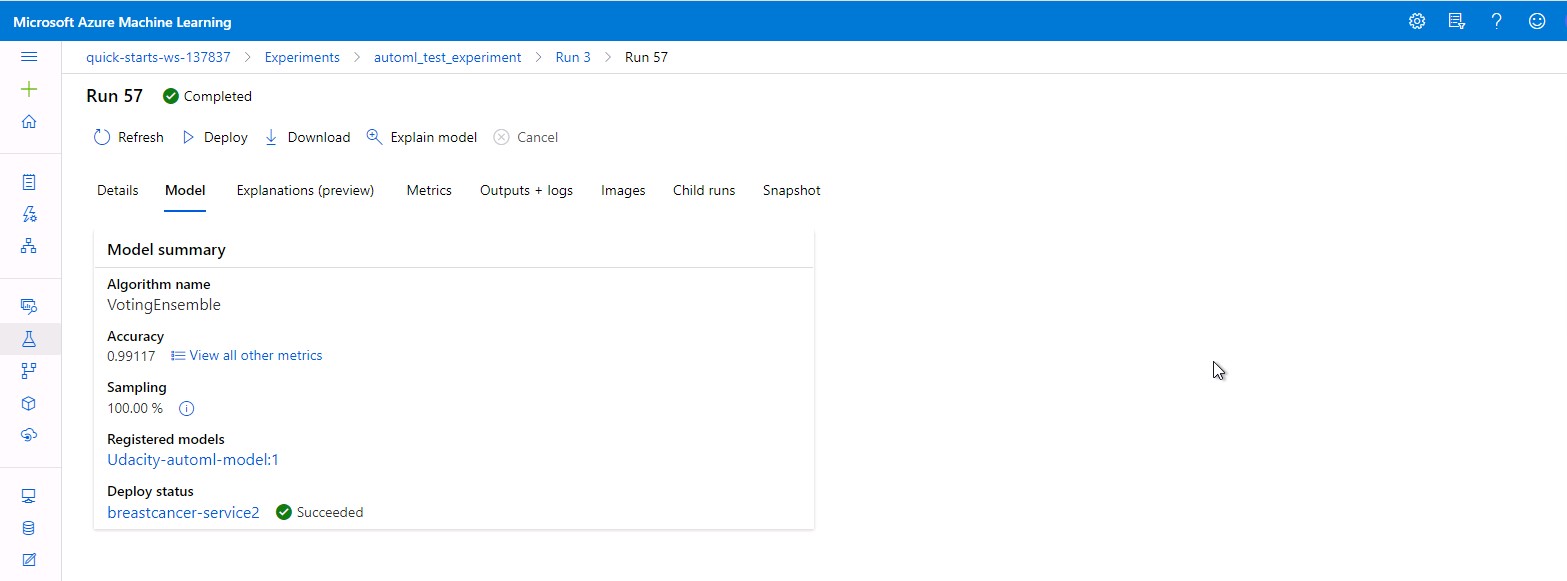 Microsoft Azure Machine Learning
quick-starts-ws-137837 > Experiments > automl_test_experiment > Run 3 > Run 57
Run 57 Completed
Refresh Deploy Download Explain model Cancel
Details Model Explanations (preview) Metrics Outputs + logs Images Child runs Snapshot
Model summary
Algorithm name
VotingEnsemble
Accuracy
0.99117 View all other metrics
Sampling
100.00 %
Registered models
Udacity-automl-model:1
Deploy status
breastcancer-service2 Succeeded